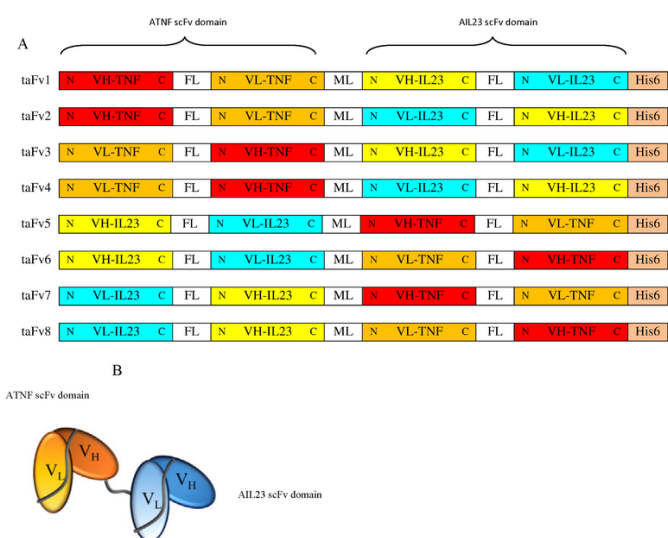 ATNF scFv domain AIL23 scFv domain
A
taFv1 N VH-TNF C FL N VL-TNF C ML N VH-IL23 C FL N VL-IL23 C His6
taFv2 N VH-TNF C FL N VL-TNF C ML N VL-IL23 C FL N VH-IL23 C His6
taFv3 N VL-TNF C FL N VH-TNF C ML N VH-IL23 C FL N VL-IL23 C His6
taFv4 N VL-TNF C FL N VH-TNF C ML N VL-IL23 C FL N VH-IL23 C His6
taFv5 N VH-IL23 C FL N VL-IL23 C ML N VH-TNF C FL N VL-TNF C His6
taFv6 N VH-IL23 C FL N VL-IL23 C ML N VL-TNF C FL N VH-TNF C His6
taFv7 N VL-IL23 C FL N VH-IL23 C ML N VH-TNF C FL N VL-TNF C His6
taFv8 N VL-IL23 C FL N VH-IL23 C ML N VL-TNF C FL N VH-TNF C His6
B
ATNF scFv domain
VL VH
VL VH
AIL23 scFv domain